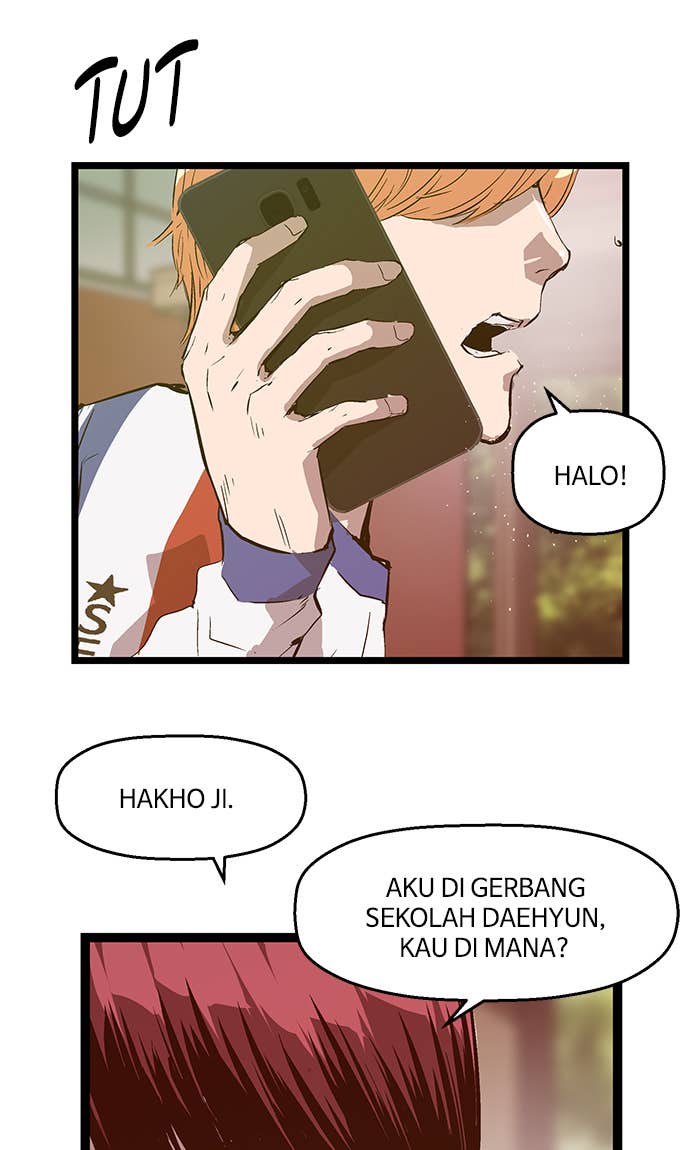 TUT
HALO!
HAKHO JI.
AKU DI GERBANG
SEKOLAH DAEHYUN,
KAU DI MANA?